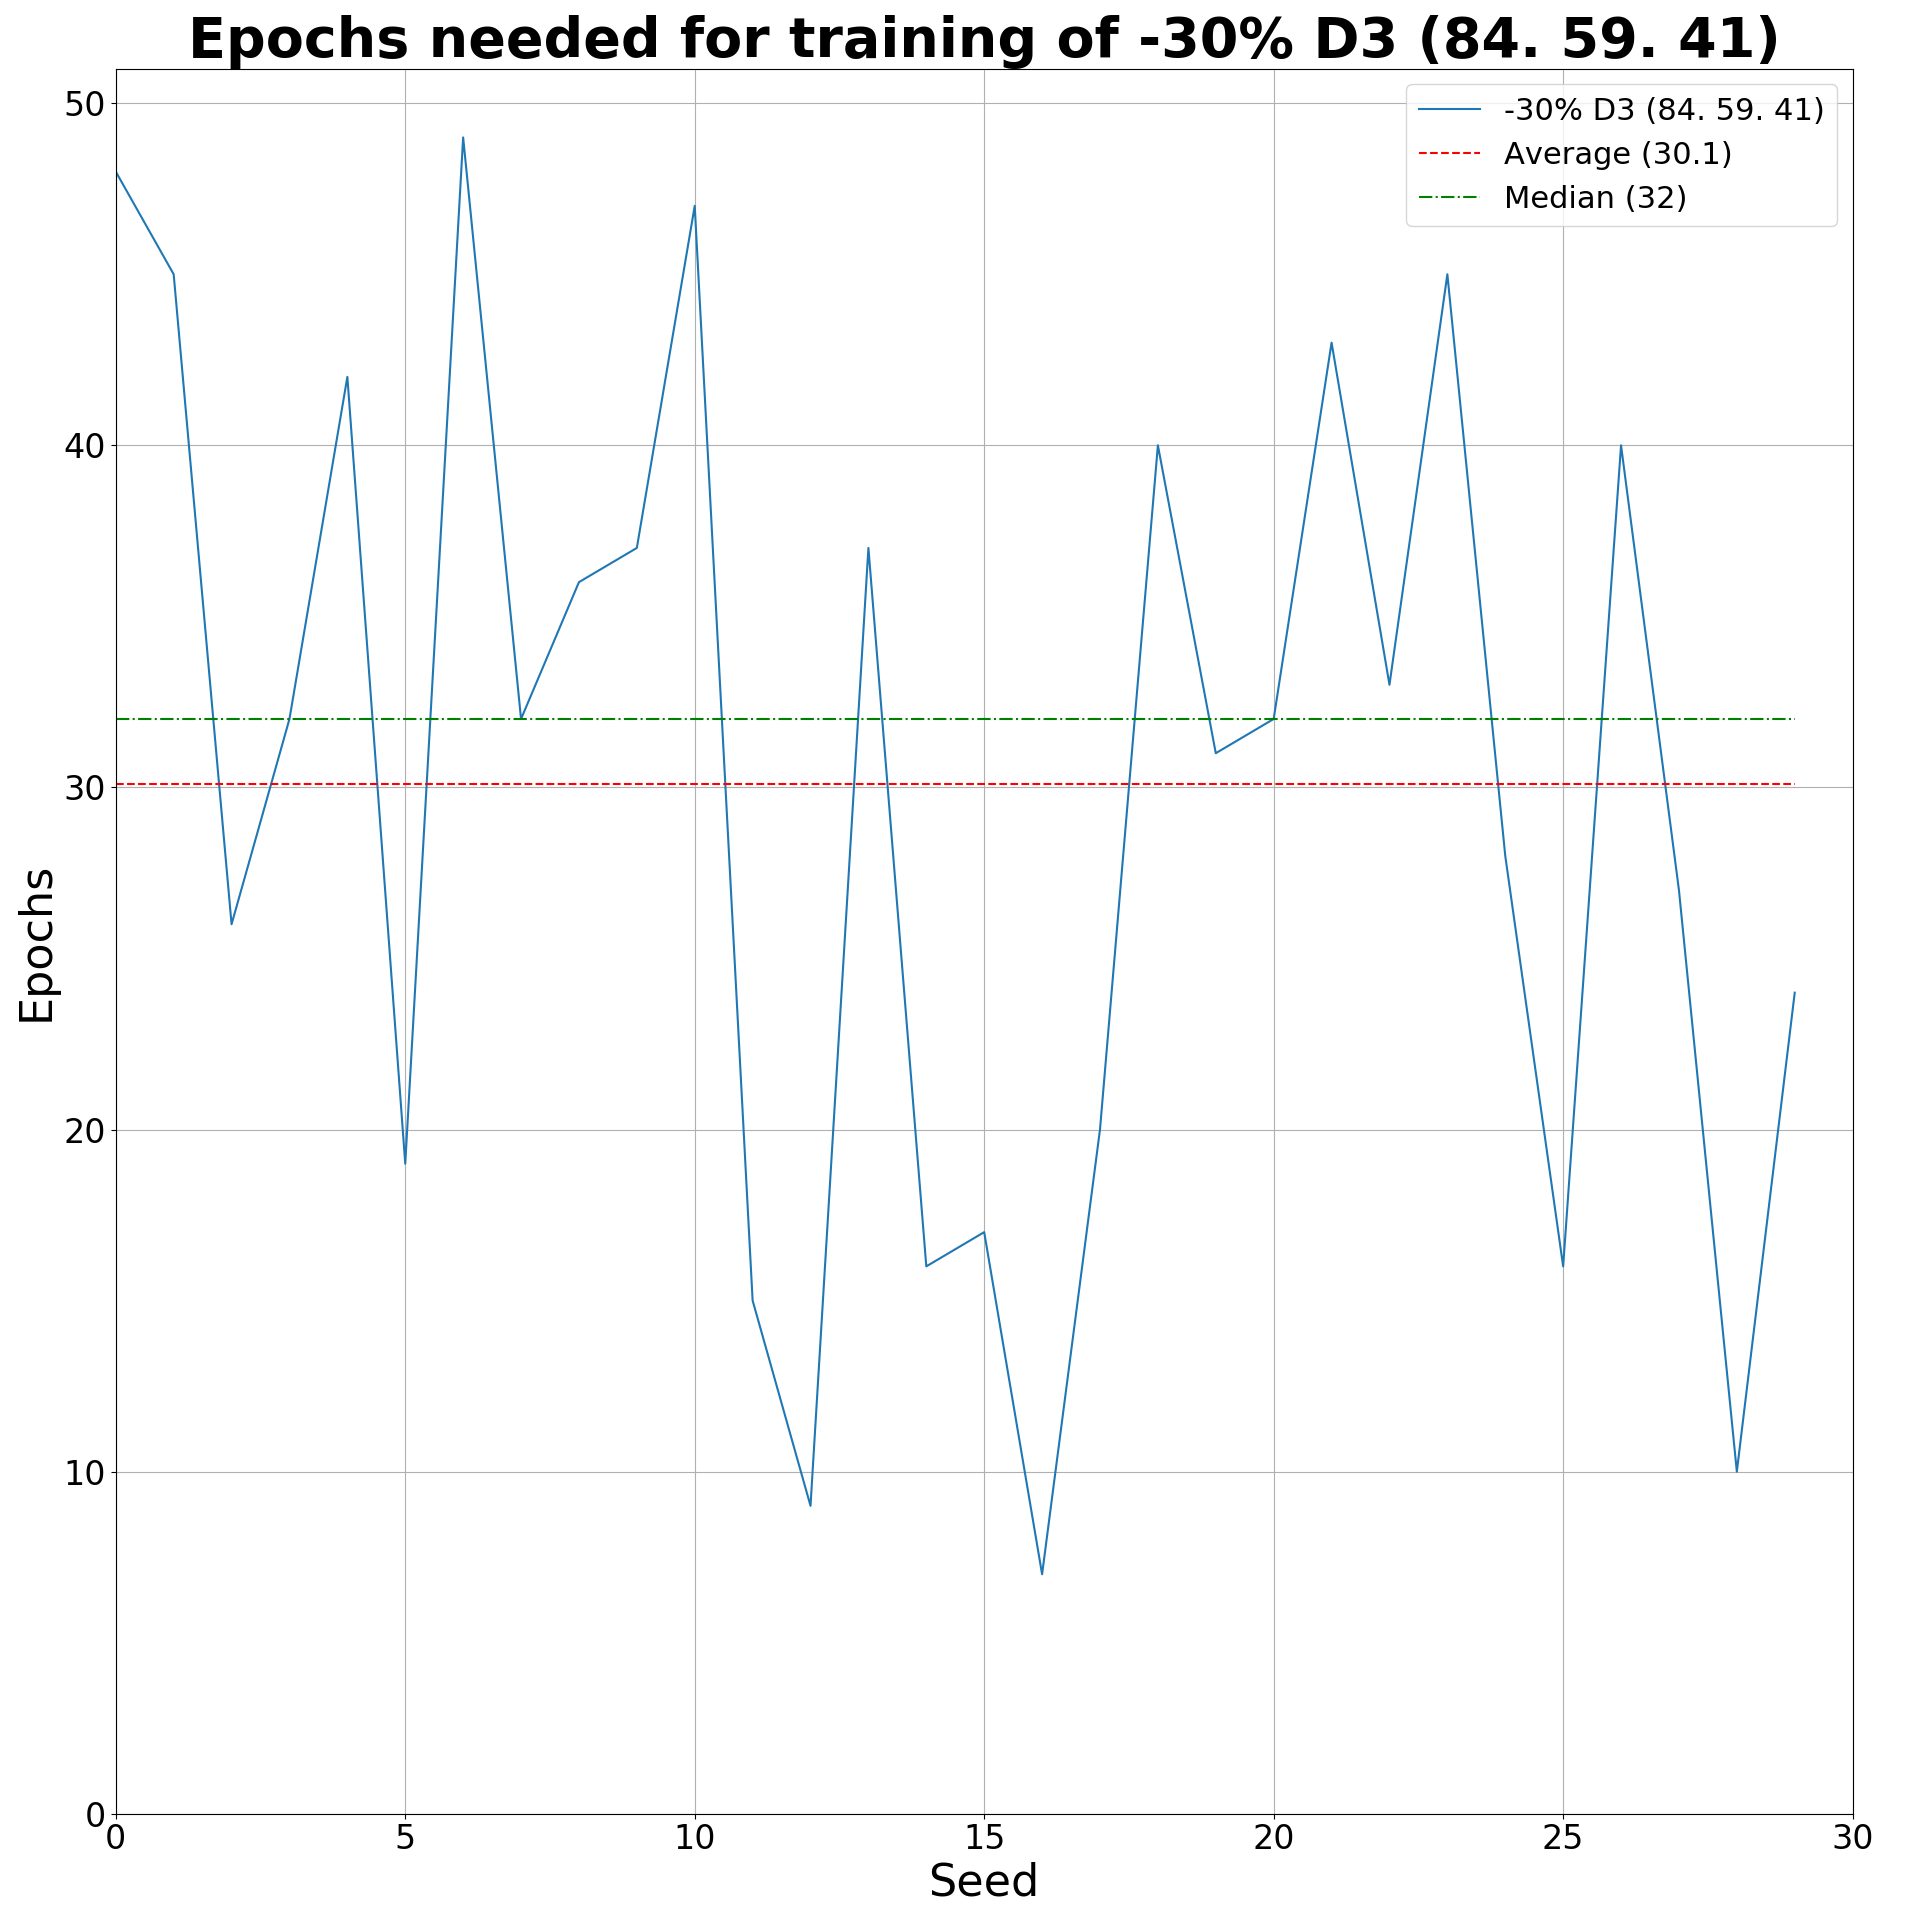 Epochs needed for training of -30% D3 (84. 59. 41)
-30% D3 (84. 59. 41)
Average (30.1)
Median (32)
50
40
30
20
10
0
Epochs
0 5 10 15 20 25 30
Seed